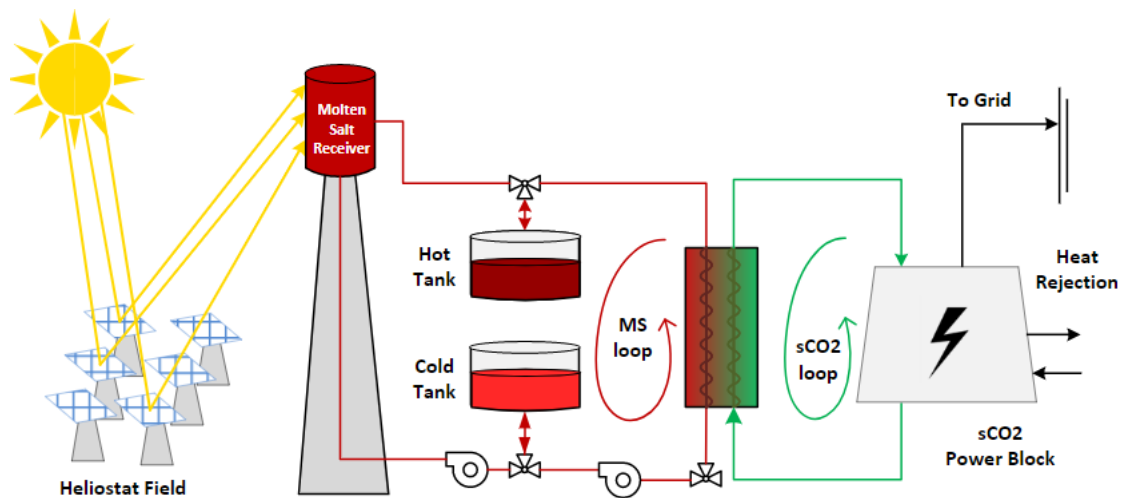 Molten
Salt
Receiver
To Grid
Hot
Tank
Heat
Rejection
MS
loop
sCO2
loop
Cold
Tank
sCO2
Power Block
Heliostat Field